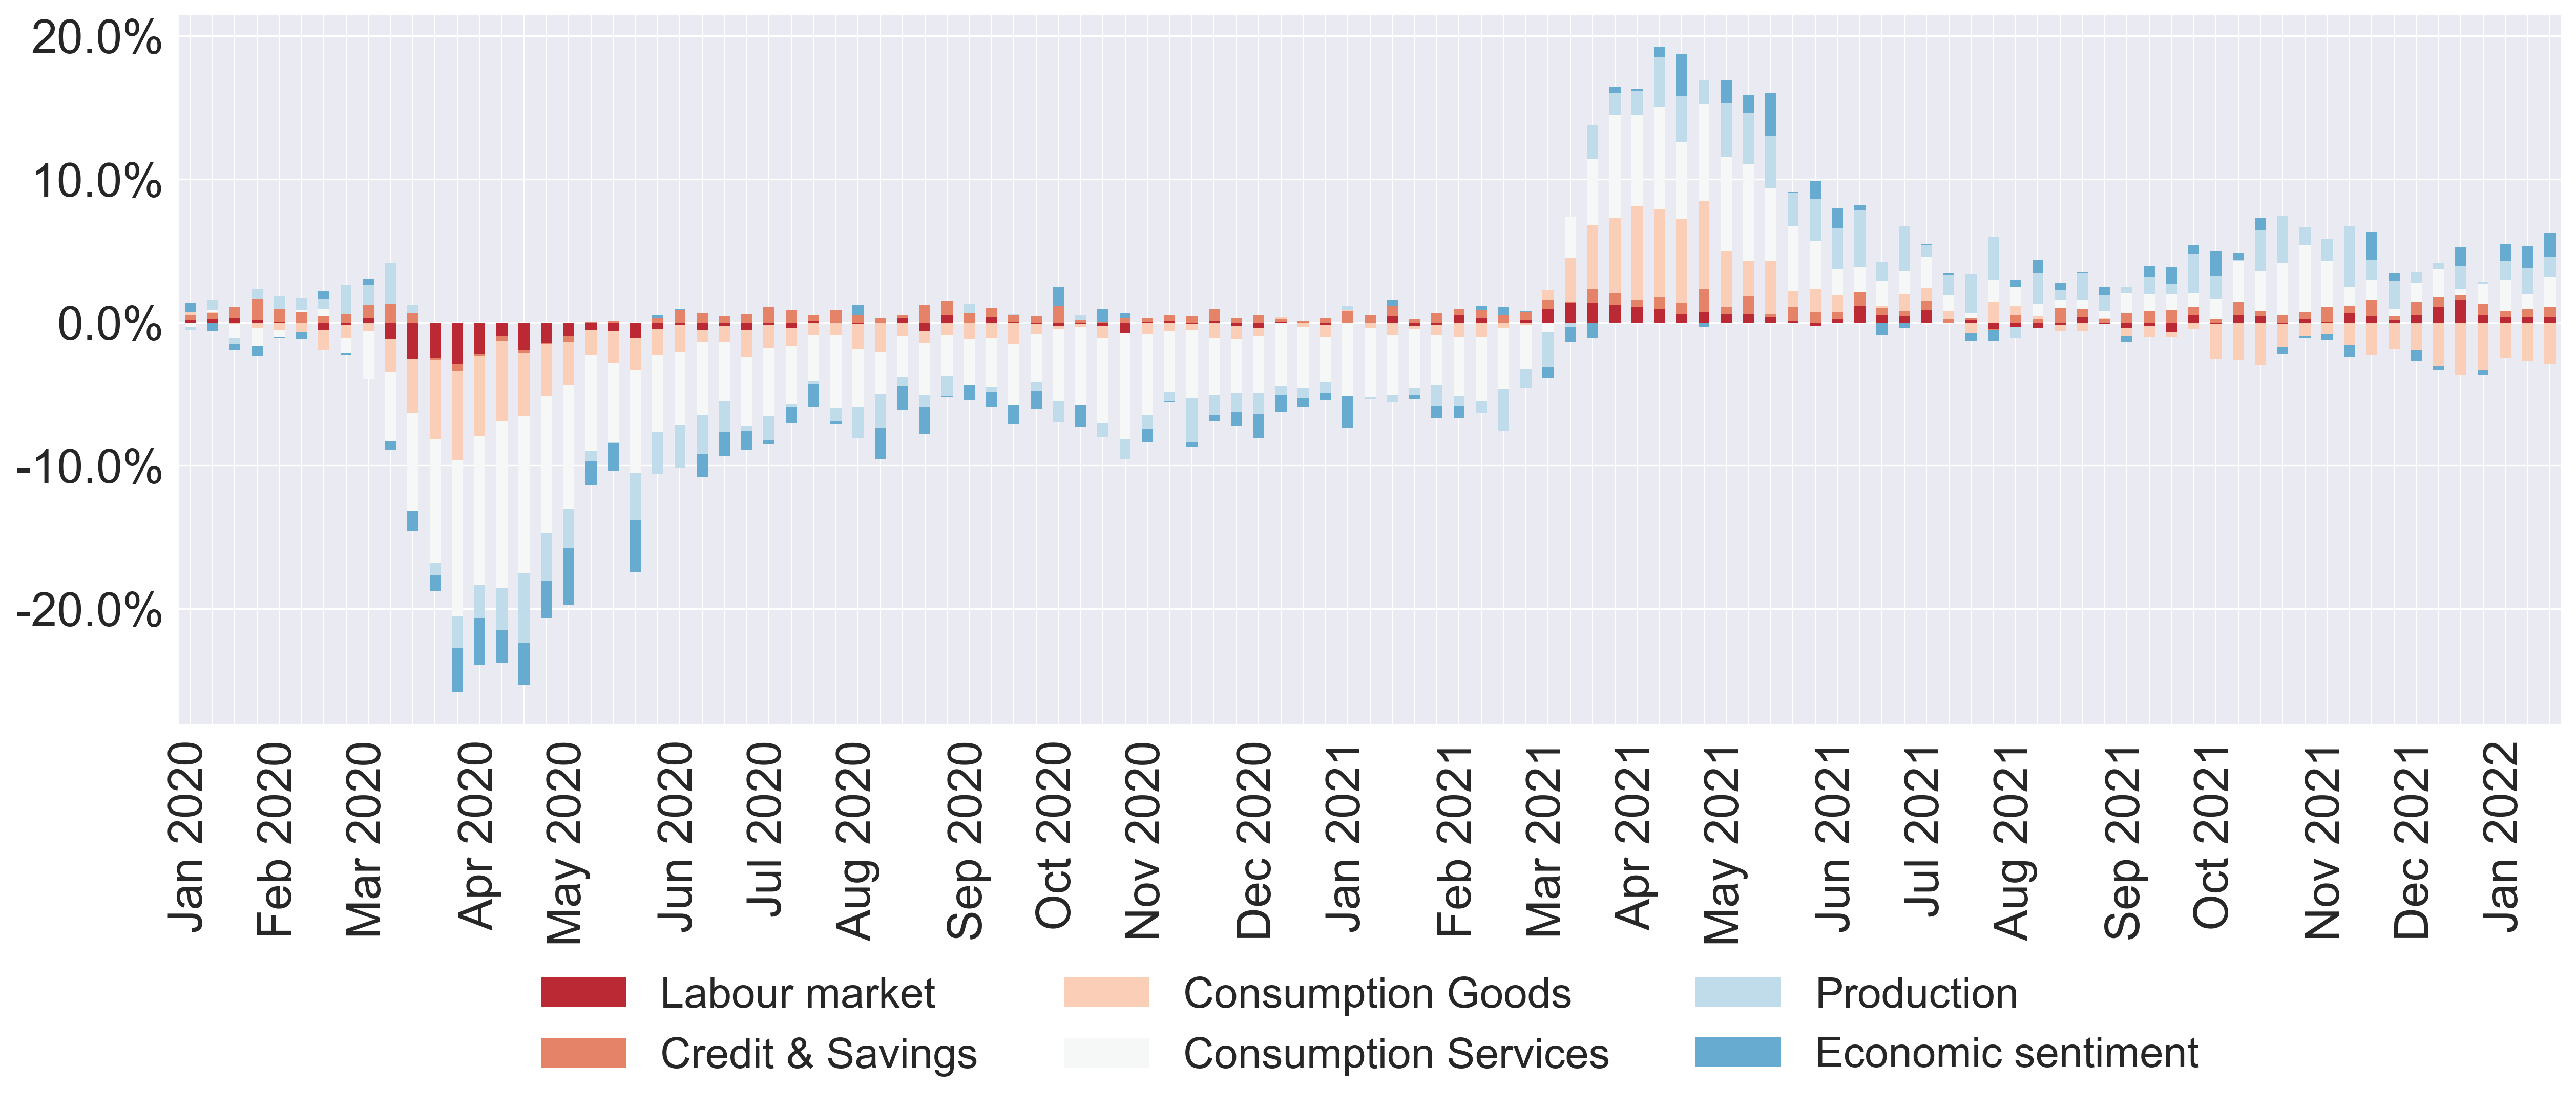 20.0%
10.0%
0.0%
-10.0%
-20.0%
Jan 2020
Feb 2020
Mar 2020
Apr 2020
May 2020
Jun 2020
Jul 2020
Aug 2020
Sep 2020
Oct 2020
Nov 2020
Dec 2020
Jan 2021
Feb 2021
Mar 2021
Apr 2021
May 2021
Jun 2021
Jul 2021
Aug 2021
Sep 2021
Oct 2021
Nov 2021
Dec 2021
Jan 2022
Labour market
Credit & Savings
Consumption Goods
Consumption Services
Production
Economic sentiment